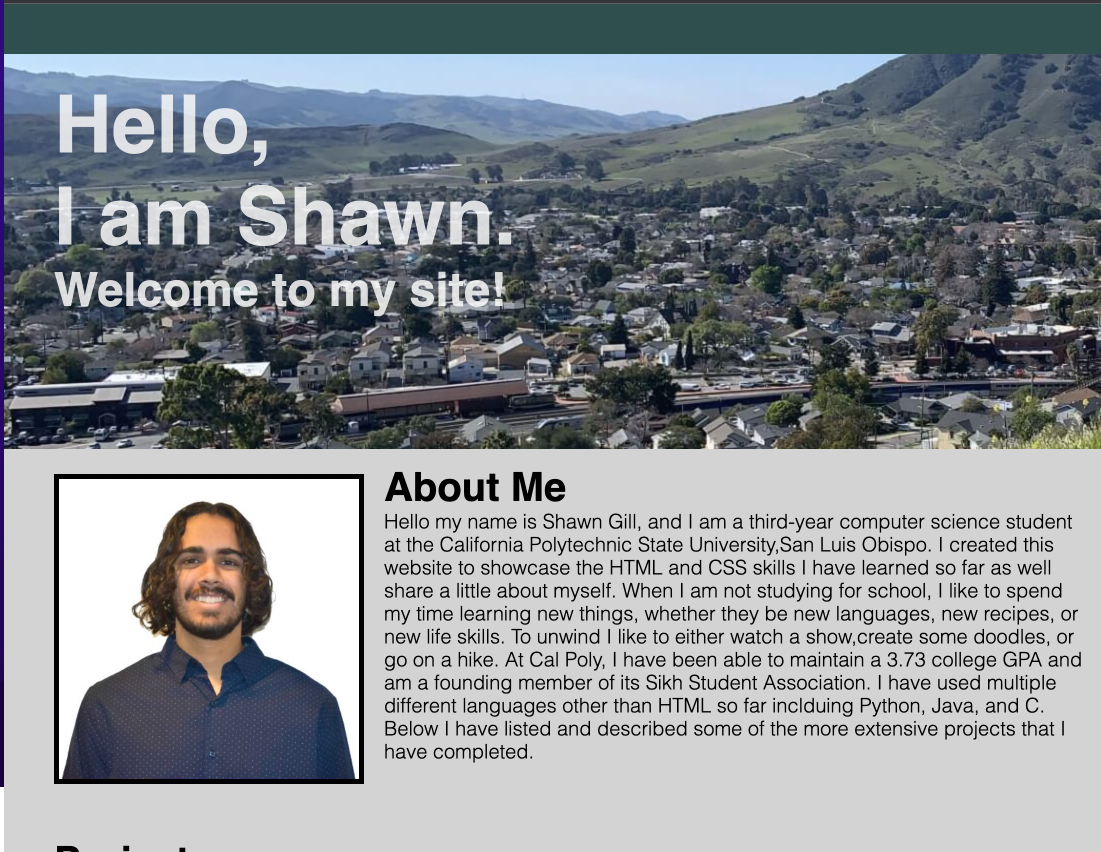 Hello,
I am Shawn.
Welcome to my site!
About Me
Hello my name is Shawn Gill, and I am a third-year computer science student
at the California Polytechnic State University,San Luis Obispo. I created this
website to showcase the HTML and CSS skills I have learned so far as well
share a little about myself. When I am not studying for school, I like to spend
my time learning new things, whether they be new languages, new recipes, or
new life skills. To unwind I like to either watch a show,create some doodles, or
go on a hike. At Cal Poly, I have been able to maintain a 3.73 college GPA and
am a founding member of its Sikh Student Association. I have used multiple
different languages other than HTML so far inclduing Python, Java, and C.
Below I have listed and described some of the more extensive projects that I
have completed.